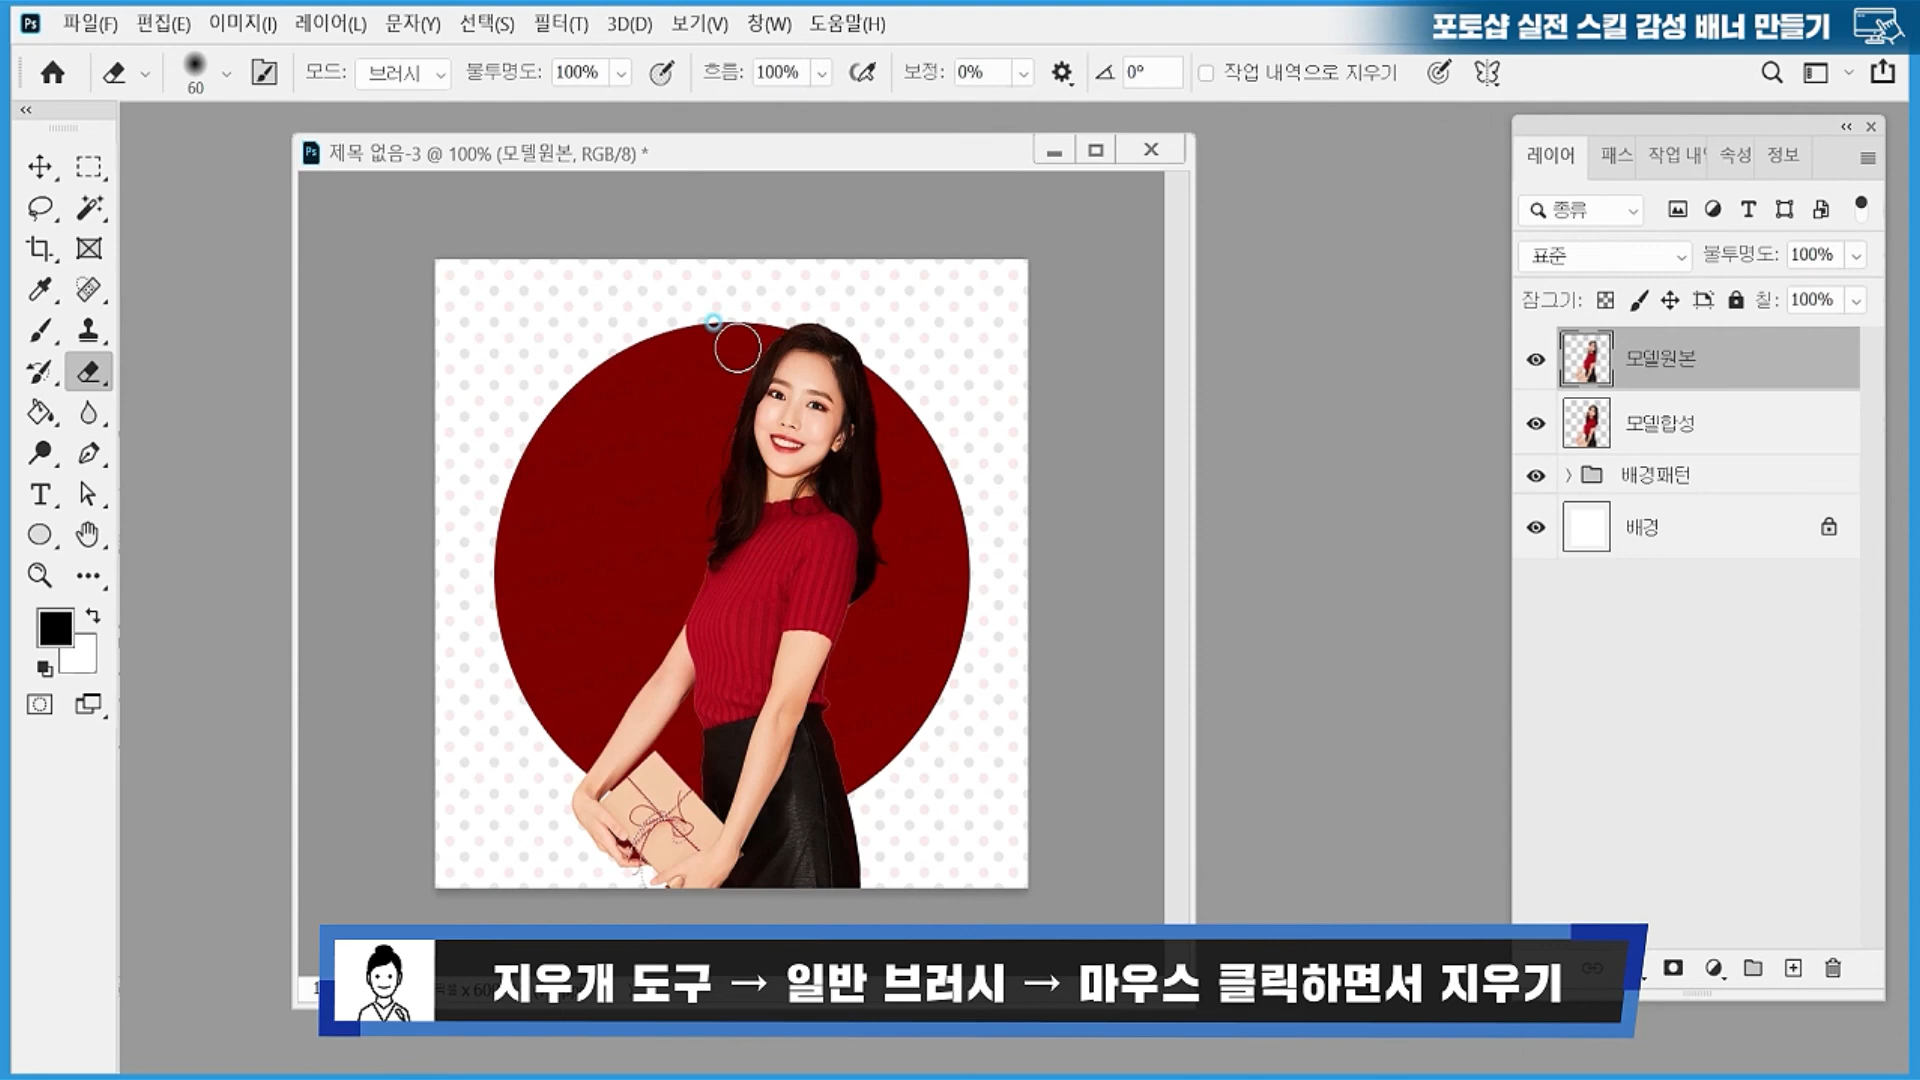 Ps 파일(F) 편집(E) 이미지(I) 레이어(L) 문자(Y) 선택(S) 필터(T) 3D(D) 보기(V) 창(W) 도움말(H)
포토샵 실전 스킬 감성 배너 만들기
60 모드: 브러시 불투명도: 100% 흐름: 100% 보정: 0% 0° 작업 내역으로 지우기
Ps 제목 없음-3 @ 100% (모델원본, RGB/8) *
레이어 패스 작업 내 속성 정보
종류
표준 불투명도: 100%
잠그기: 칠: 100%
모델원본
모델합성
배경패턴
배경
지우개 도구 → 일반 브러시 → 마우스 클릭하면서 지우기